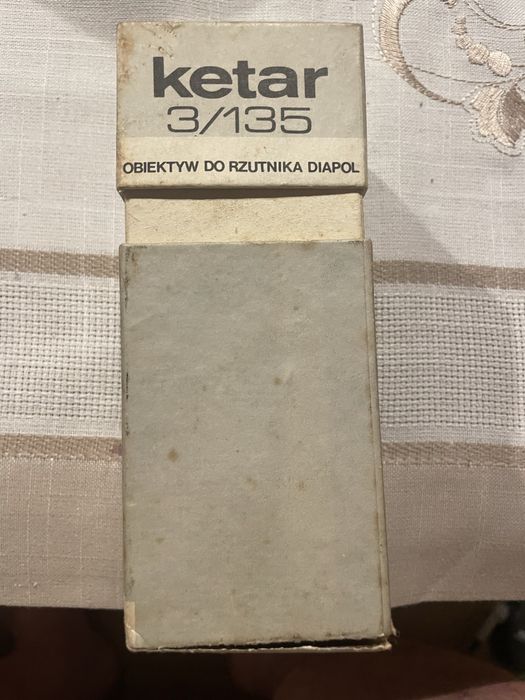 ketar
3/135
OBIEKTYW DO RZUTNIKA DIAPOL